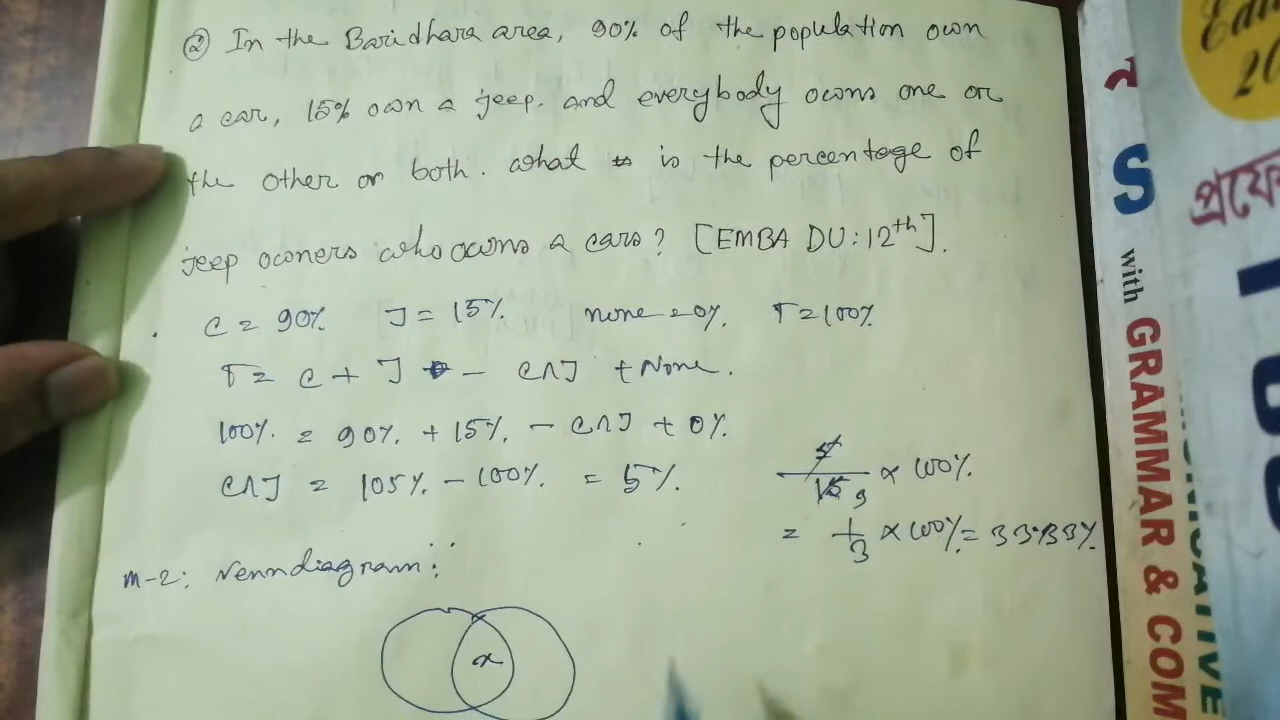 ② In the Baridhara area, 90% of the population own
a car, 15% own a jeep. and everybody owns one or
the other or both. what is the percentage of
jeep owners who owns a cars? [EMBA DU:12th].
C = 90% J = 15% none = 0% T = 100%
T = C + J - C∩J + None.
100% = 90% + 15% - C∩J + 0%
C∩J = 105% - 100% = 5%
5/15 3 × 100%
= 1/3 × 100% = 33.33%
m-2: Venndiagram:
x
S with GRAMMAR & COM